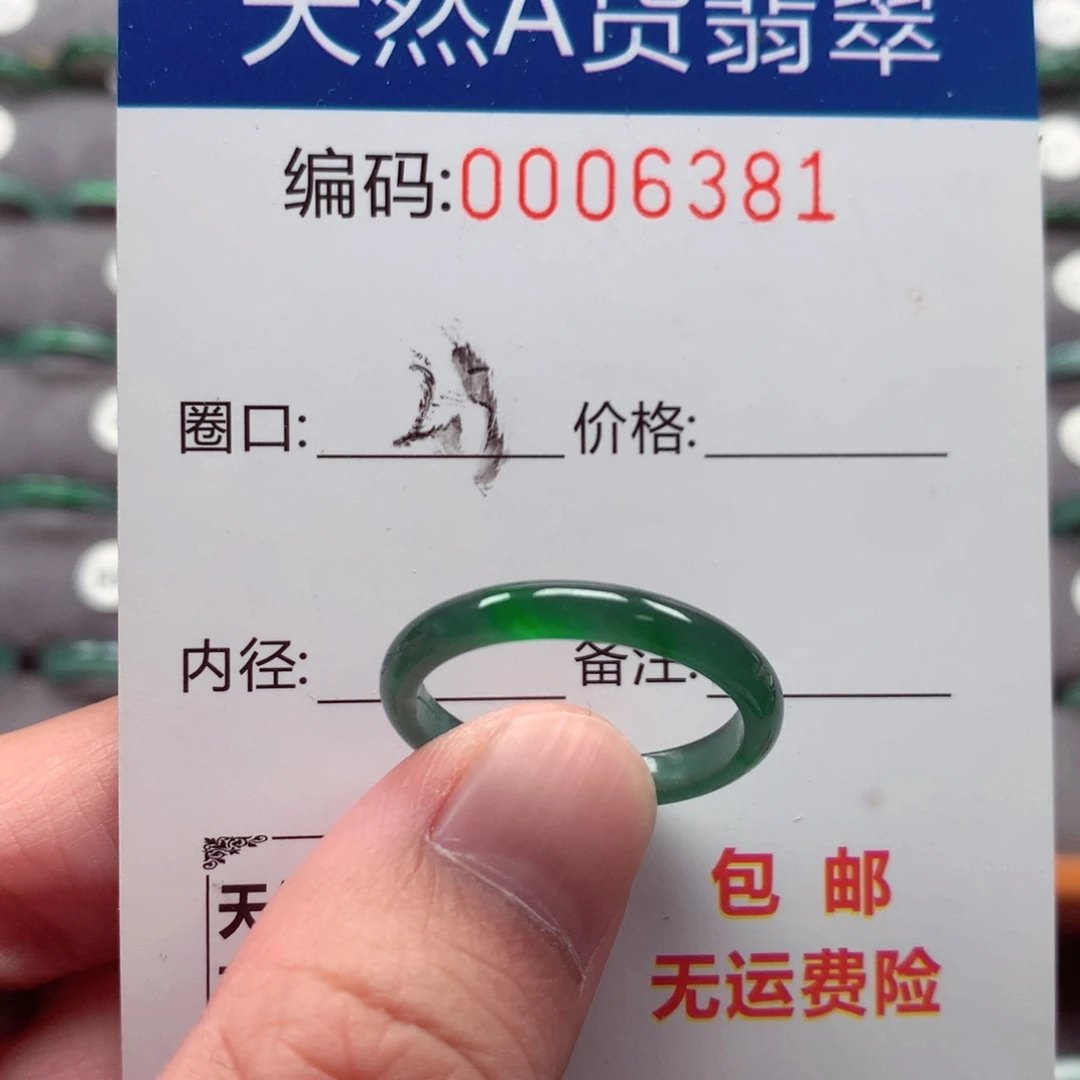 天然A货翡翠
编码:0006381
圈口: 价格:
内径: 备注:
天
包 邮
无运费险